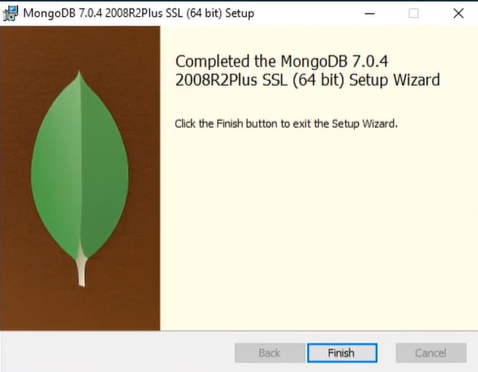 MongoDB 7.0.4 2008R2Plus SSL (64 bit) Setup
Completed the MongoDB 7.0.4
2008R2Plus SSL (64 bit) Setup Wizard
Click the Finish button to exit the Setup Wizard.
Back Finish Cancel